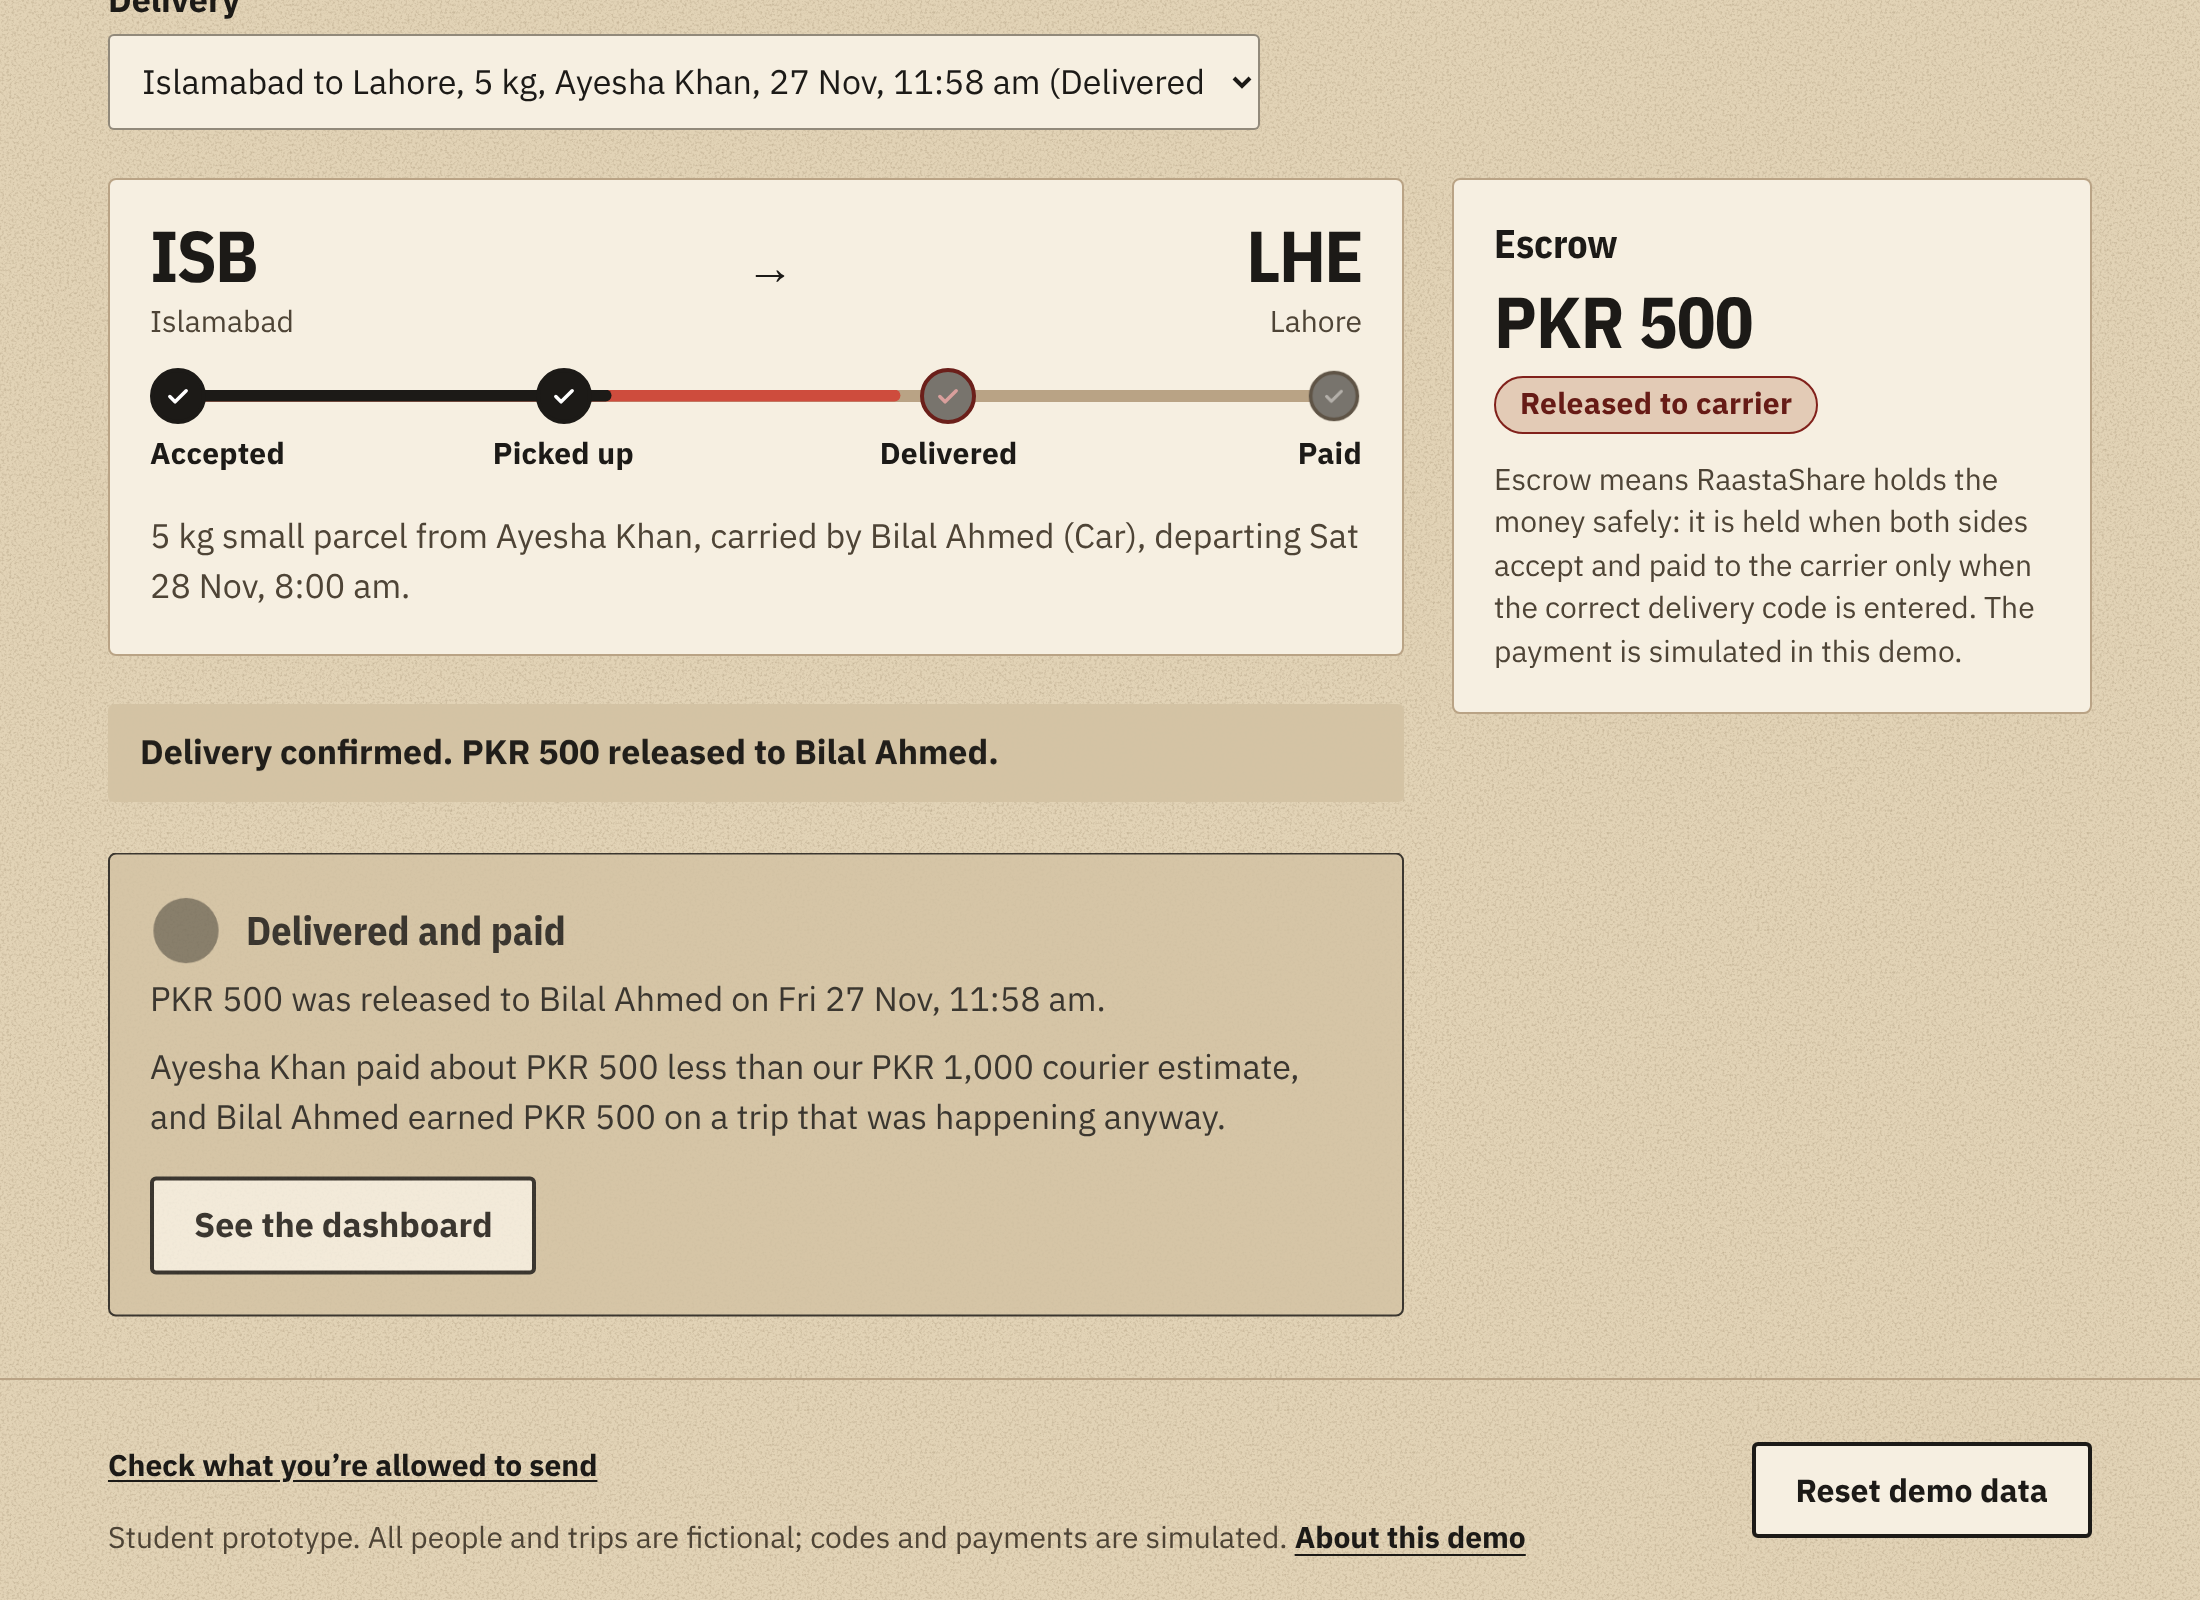 Delivery
Islamabad to Lahore, 5 kg, Ayesha Khan, 27 Nov, 11:58 am (Delivered
ISB → LHE
Islamabad Lahore
Accepted Picked up Delivered Paid
5 kg small parcel from Ayesha Khan, carried by Bilal Ahmed (Car), departing Sat
28 Nov, 8:00 am.
Escrow
PKR 500
Released to carrier
Escrow means RaastaShare holds the
money safely: it is held when both sides
accept and paid to the carrier only when
the correct delivery code is entered. The
payment is simulated in this demo.
Delivery confirmed. PKR 500 released to Bilal Ahmed.
Delivered and paid
PKR 500 was released to Bilal Ahmed on Fri 27 Nov, 11:58 am.
Ayesha Khan paid about PKR 500 less than our PKR 1,000 courier estimate,
and Bilal Ahmed earned PKR 500 on a trip that was happening anyway.
See the dashboard
Check what you’re allowed to send
Student prototype. All people and trips are fictional; codes and payments are simulated. About this demo
Reset demo data